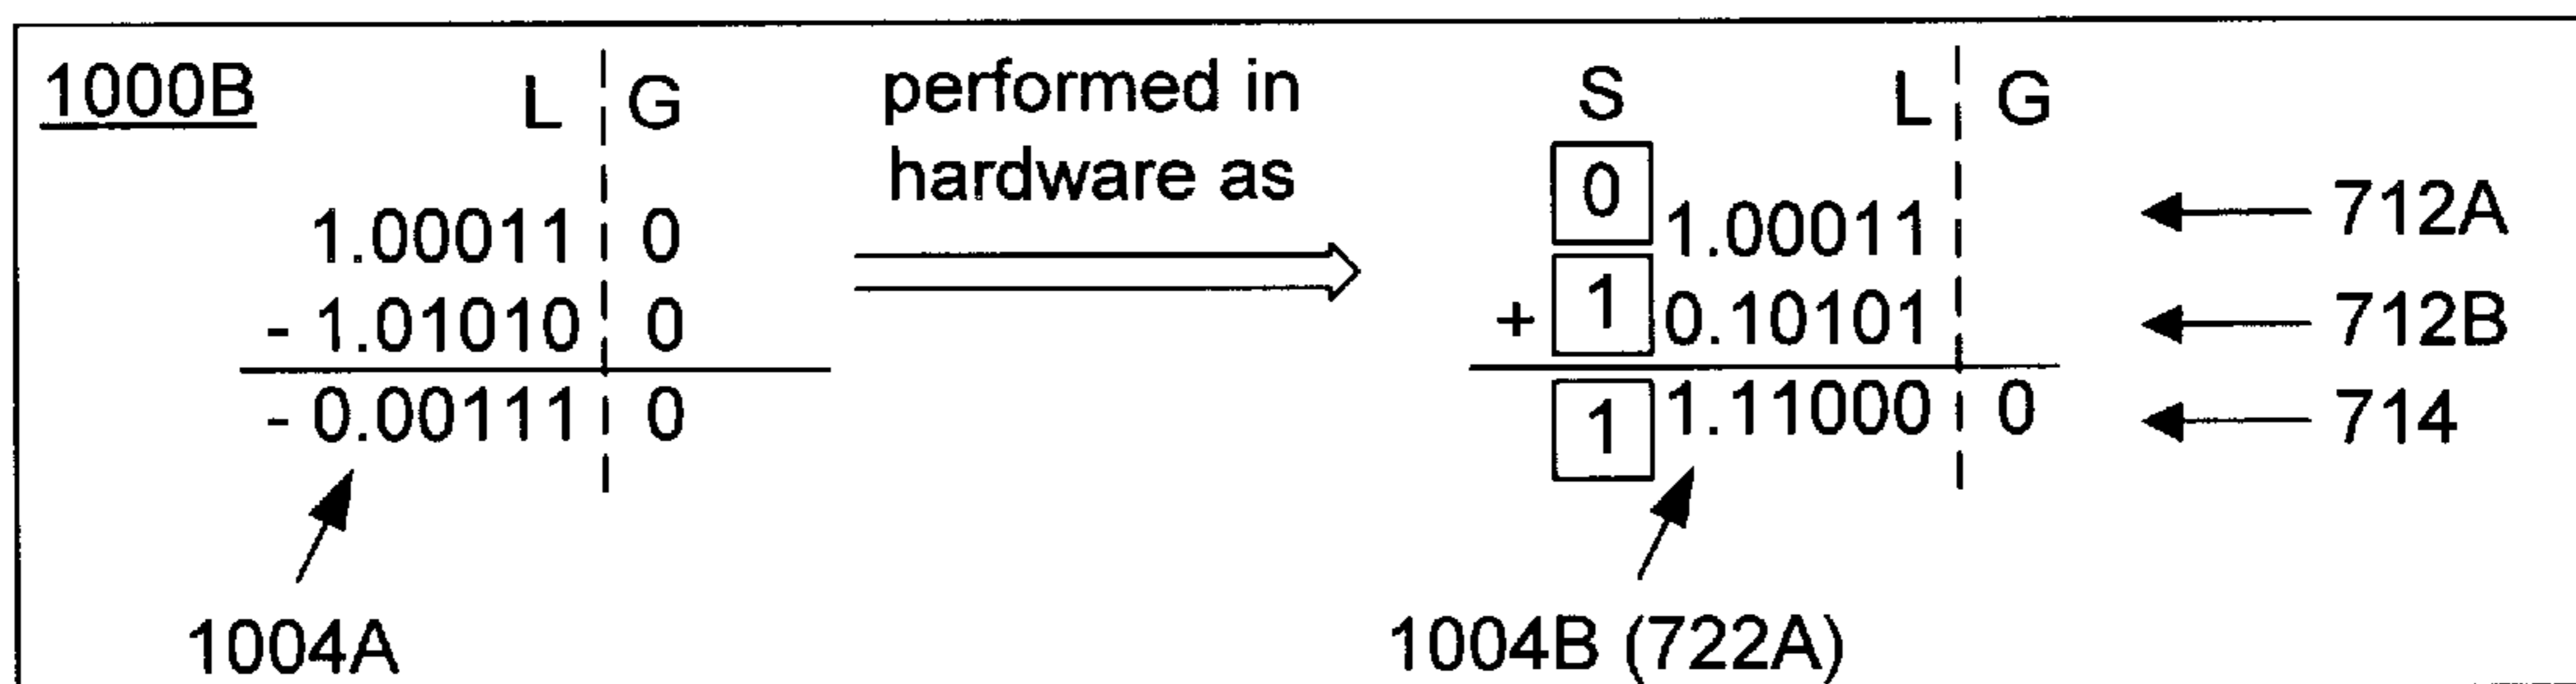 1000B
L G
1.00011 0
- 1.01010 0
- 0.00111 0
1004A
performed in
hardware as
S L G
0 1.00011 712A
+ 1 0.10101 712B
1 1.11000 0 714
1004B (722A)